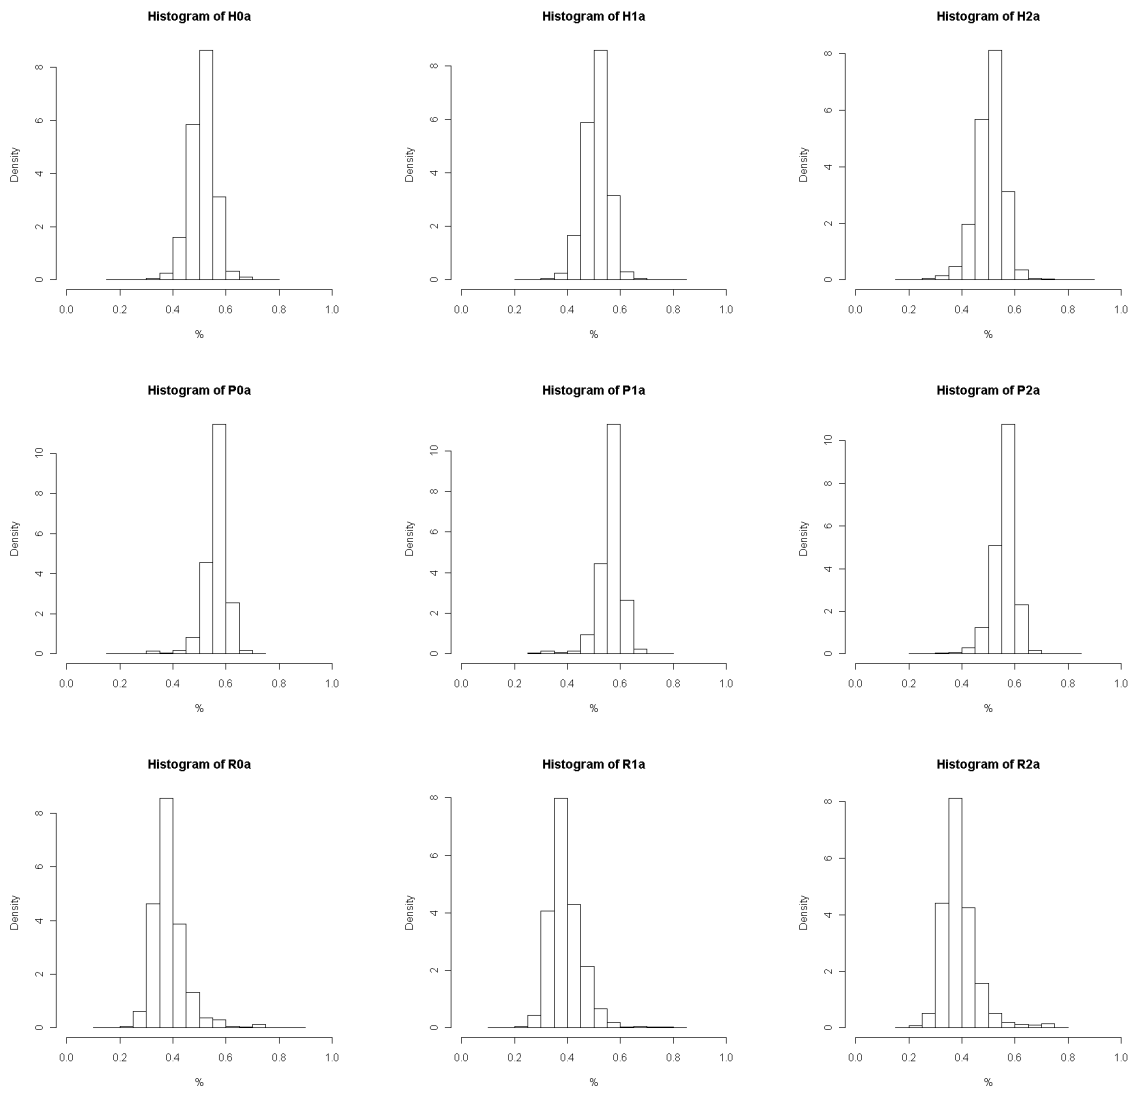 Histogram of H0a
Histogram of H1a
Histogram of H2a
Density
0 2 4 6 8
0.0 0.2 0.4 0.6 0.8 1.0
%
Density
0 2 4 6 8
0.0 0.2 0.4 0.6 0.8 1.0
%
Density
0 2 4 6 8
0.0 0.2 0.4 0.6 0.8 1.0
%
Histogram of P0a
Histogram of P1a
Histogram of P2a
Density
0 2 4 6 8 10
0.0 0.2 0.4 0.6 0.8 1.0
%
Density
0 2 4 6 8 10
0.0 0.2 0.4 0.6 0.8 1.0
%
Density
0 2 4 6 8 10
0.0 0.2 0.4 0.6 0.8 1.0
%
Histogram of R0a
Histogram of R1a
Histogram of R2a
Density
0 2 4 6 8
0.0 0.2 0.4 0.6 0.8 1.0
%
Density
0 2 4 6 8
0.0 0.2 0.4 0.6 0.8 1.0
%
Density
0 2 4 6 8
0.0 0.2 0.4 0.6 0.8 1.0
%